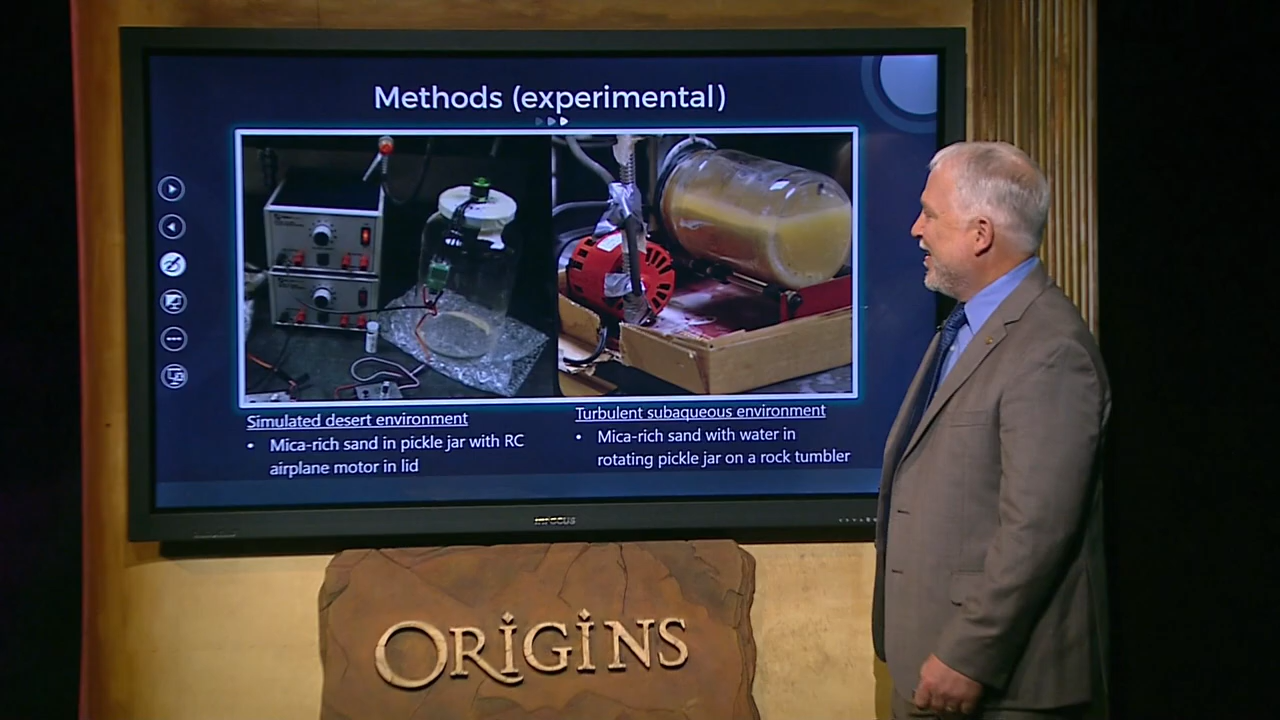 Methods (experimental)
Simulated desert environment
• Mica-rich sand in pickle jar with RC
airplane motor in lid
Turbulent subaqueous environment
• Mica-rich sand with water in
rotating pickle jar on a rock tumbler
InFocus
ORiGiNS